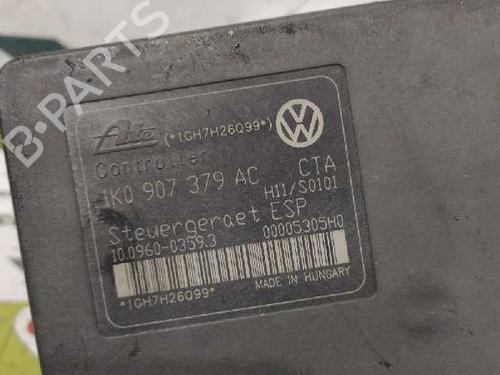 Ate (*1GH7H26Q99*)
Controller CTA
1K0 907 379 AC H11/S0101
Steuergeraet ESP
10.0960-0359.3 00005305H0
*1GH7H26Q99*
MADE IN HUNGARY
B-PARTS